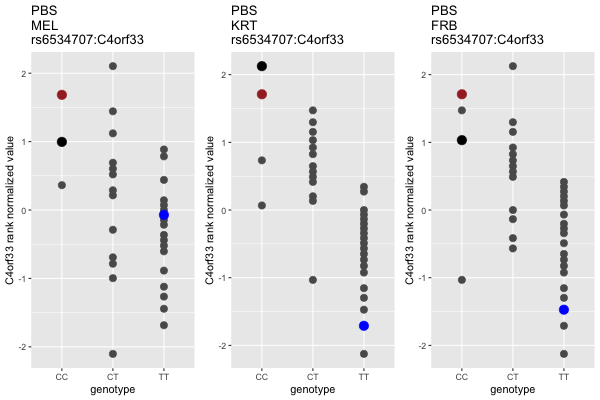 PBS
MEL
rs6534707:C4orf33
C4orf33 rank normalized value
2
1
0
-1
-2
CC
CT
TT
genotype
PBS
KRT
rs6534707:C4orf33
C4orf33 rank normalized value
2
1
0
-1
-2
CC
CT
TT
genotype
PBS
FRB
rs6534707:C4orf33
C4orf33 rank normalized value
2
1
0
-1
-2
CC
CT
TT
genotype